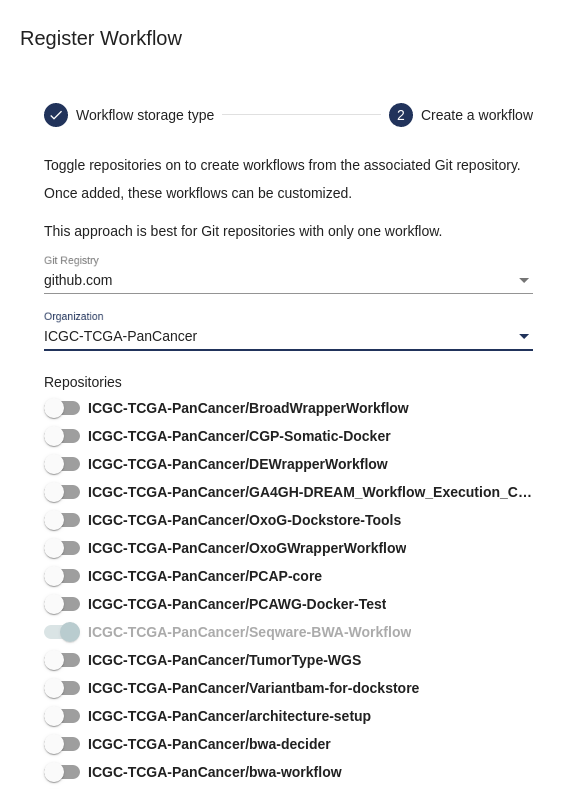 Register Workflow
Workflow storage type
2 Create a workflow
Toggle repositories on to create workflows from the associated Git repository.
Once added, these workflows can be customized.
This approach is best for Git repositories with only one workflow.
Git Registry
github.com
Organization
ICGC-TCGA-PanCancer
Repositories
ICGC-TCGA-PanCancer/BroadWrapperWorkflow
ICGC-TCGA-PanCancer/CGP-Somatic-Docker
ICGC-TCGA-PanCancer/DEWrapperWorkflow
ICGC-TCGA-PanCancer/GA4GH-DREAM_Workflow_Execution_C...
ICGC-TCGA-PanCancer/OxoG-Dockstore-Tools
ICGC-TCGA-PanCancer/OxoGWrapperWorkflow
ICGC-TCGA-PanCancer/PCAP-core
ICGC-TCGA-PanCancer/PCAWG-Docker-Test
ICGC-TCGA-PanCancer/Seqware-BWA-Workflow
ICGC-TCGA-PanCancer/TumorType-WGS
ICGC-TCGA-PanCancer/Variantbam-for-dockstore
ICGC-TCGA-PanCancer/architecture-setup
ICGC-TCGA-PanCancer/bwa-decider
ICGC-TCGA-PanCancer/bwa-workflow